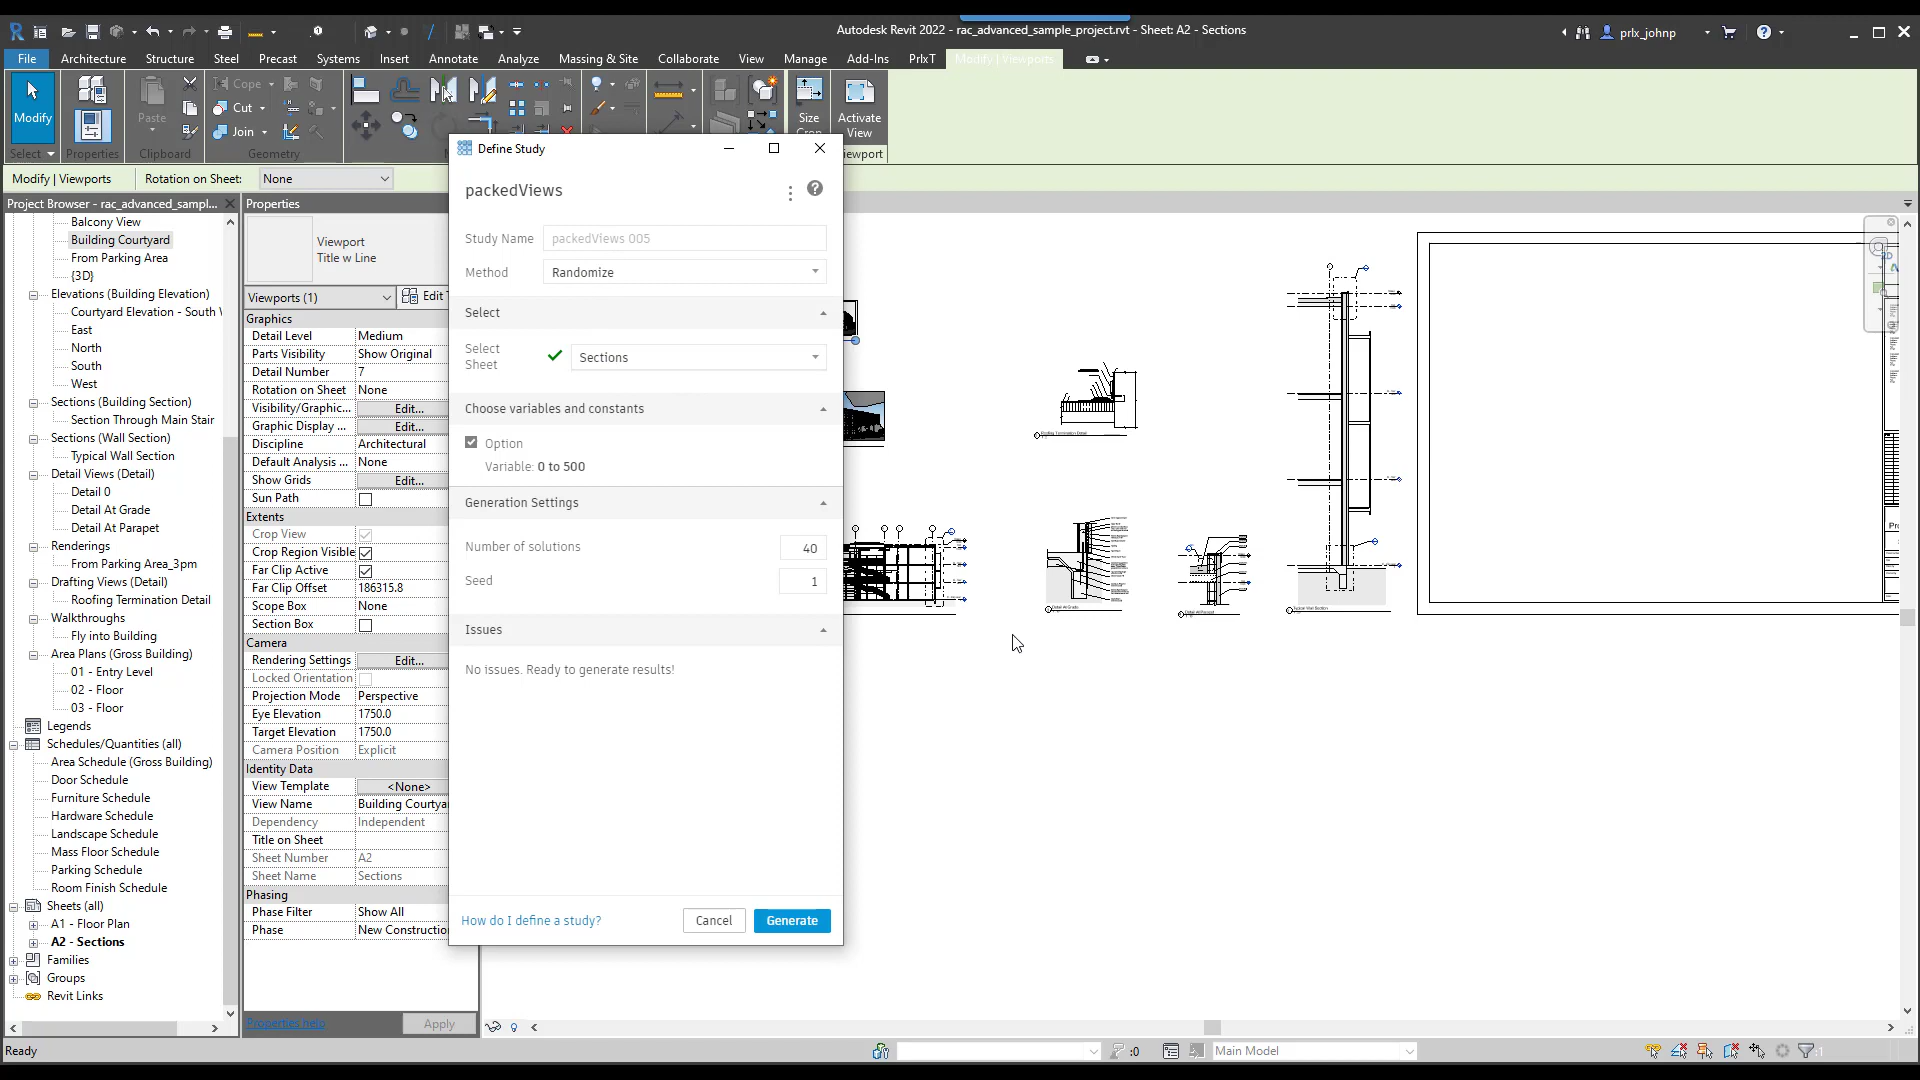 Autodesk Revit 2022 - rac_advanced_sample_project.rvt - Sheet: A2 - Sections
prlx_johnp
File Architecture Structure Steel Precast Systems Insert Annotate Analyze Massing & Site Collaborate View Manage Add-Ins PrlxT Modify | Viewports
Modify
Select
Properties
Paste
Clipboard
Cope
Cut
Join
Geometry
Size
Crop
Activate
View
Modify | Viewports
Rotation on Sheet:
None
Project Browser - rac_advanced_sampl...
Balcony View
Building Courtyard
From Parking Area
{3D}
Elevations (Building Elevation)
Courtyard Elevation - South
East
North
South
West
Sections (Building Section)
Section Through Main Stair
Sections (Wall Section)
Typical Wall Section
Detail Views (Detail)
Detail 0
Detail At Grade
Detail At Parapet
Renderings
From Parking Area_3pm
Drafting Views (Detail)
Roofing Termination Detail
Walkthroughs
Fly into Building
Area Plans (Gross Building)
01 - Entry Level
02 - Floor
03 - Floor
Legends
Schedules/Quantities (all)
Area Schedule (Gross Building)
Door Schedule
Furniture Schedule
Hardware Schedule
Landscape Schedule
Mass Floor Schedule
Parking Schedule
Room Finish Schedule
Sheets (all)
A1 - Floor Plan
A2 - Sections
Families
Groups
Revit Links
Properties
Viewport
Title w Line
Viewports (1)
Edit
Graphics
Detail Level Medium
Parts Visibility Show Original
Detail Number 7
Rotation on Sheet None
Visibility/Graphic... Edit...
Graphic Display ... Edit...
Discipline Architectural
Default Analysis ... None
Show Grids Edit...
Sun Path
Extents
Crop View
Crop Region Visible
Far Clip Active
Far Clip Offset 186315.8
Scope Box None
Section Box
Camera
Rendering Settings Edit...
Locked Orientation
Projection Mode Perspective
Eye Elevation 1750.0
Target Elevation 1750.0
Camera Position Explicit
Identity Data
View Template <None>
View Name Building Courtya
Dependency Independent
Title on Sheet
Sheet Number A2
Sheet Name Sections
Phasing
Phase Filter Show All
Phase New Constructio
Properties help
Apply
Define Study
packedViews
Study Name packedViews 005
Method Randomize
Select
Select
Sheet
Sections
Choose variables and constants
Option
Variable: 0 to 500
Generation Settings
Number of solutions 40
Seed 1
Issues
No issues. Ready to generate results!
How do I define a study?
Cancel
Generate
Roofing Termination Detail
Detail At Grade
Detail At Parapet
Typical Wall Section
Ready
:0
Main Model
:1